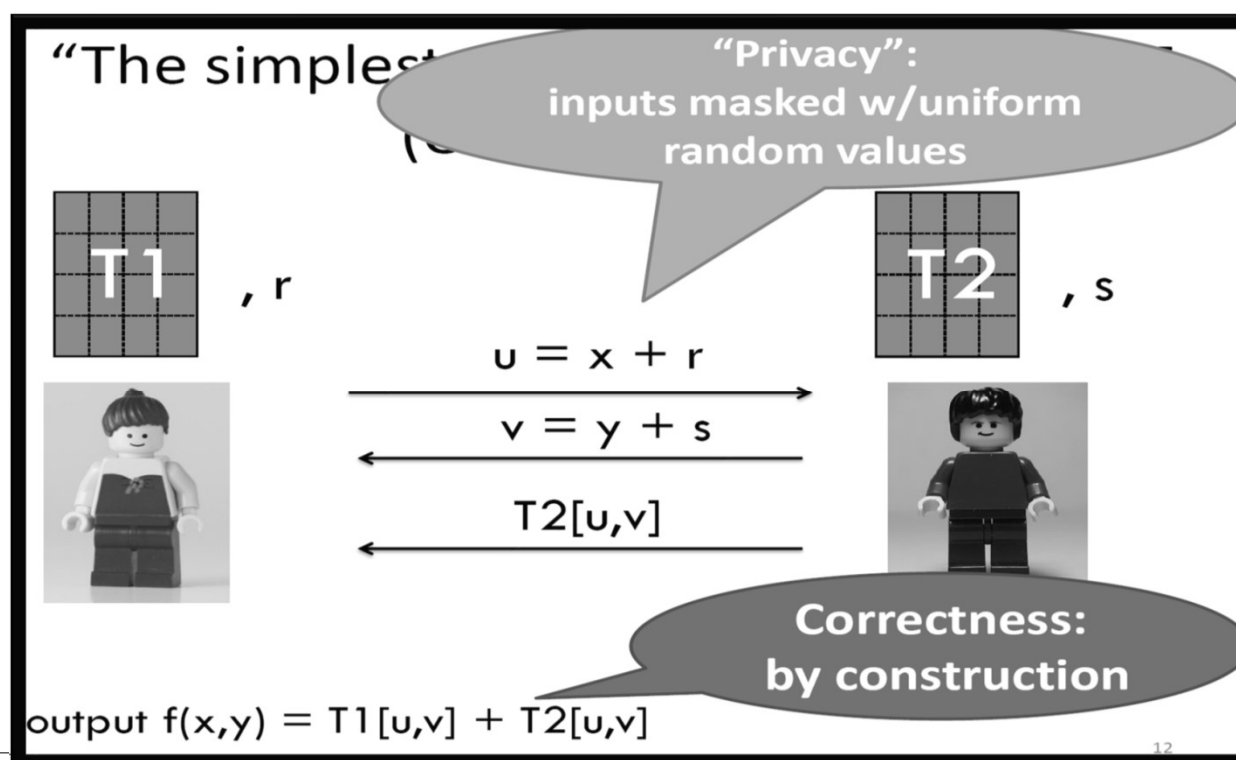 “The simplest
“Privacy”:
inputs masked w/uniform
random values
T1 , r
T2 , s
u = x + r
v = y + s
T2[u,v]
Correctness:
by construction
output f(x,y) = T1[u,v] + T2[u,v]
12